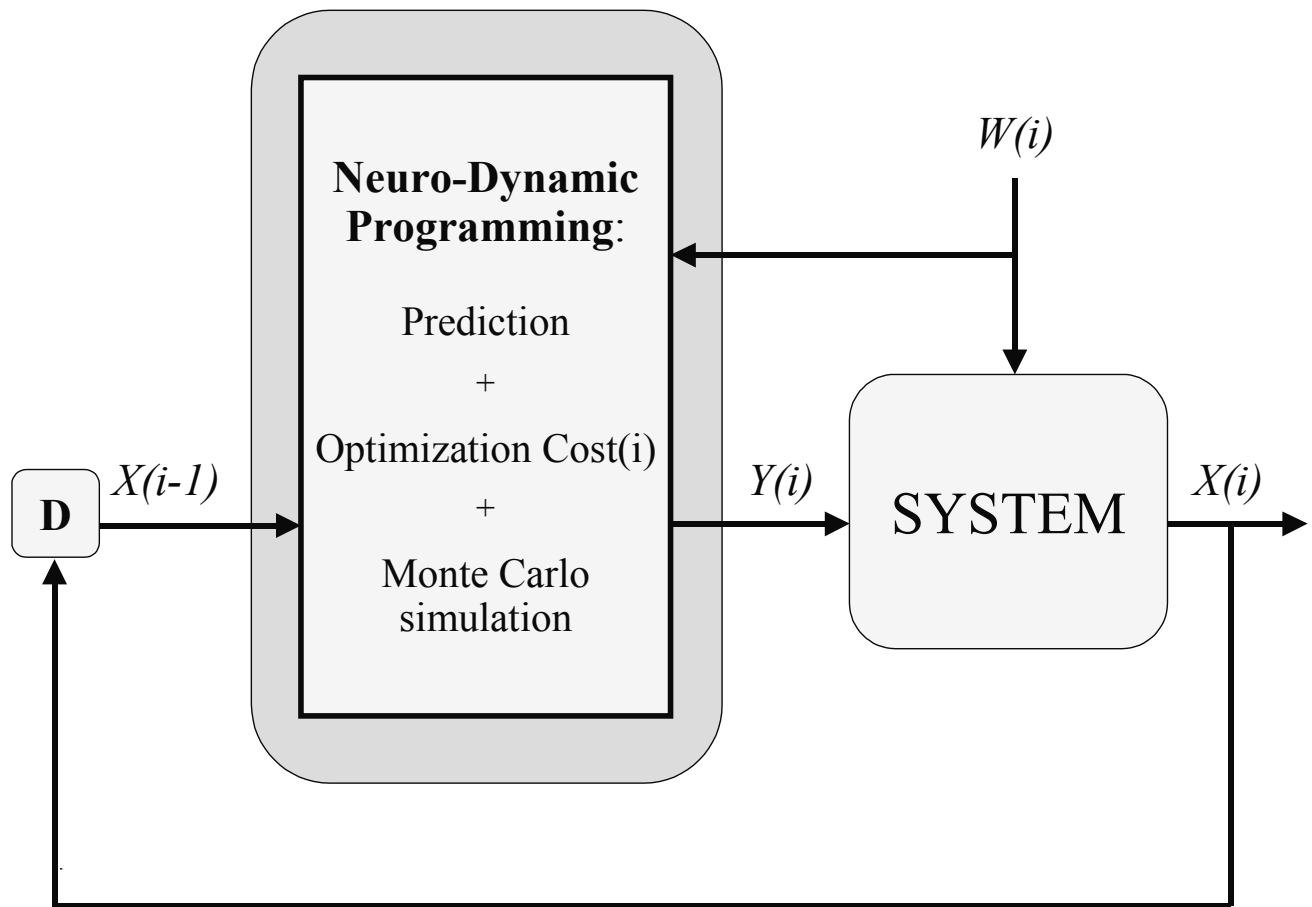 W(i)
Neuro-Dynamic
Programming:
Prediction
+
Optimization Cost(i)
+
Monte Carlo
simulation
D
X(i-1)
Y(i)
SYSTEM
X(i)